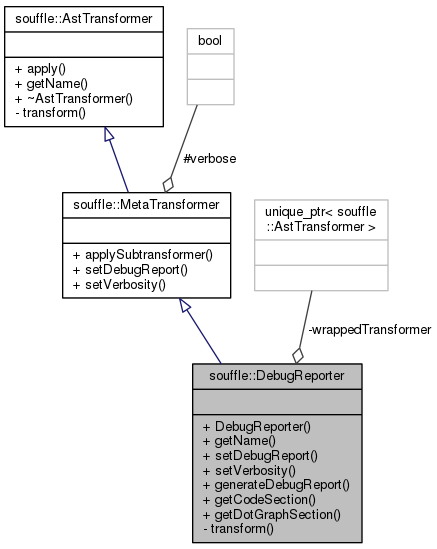 souffle::AstTransformer
+ apply()
+ getName()
+ ~AstTransformer()
- transform()
bool
#verbose
souffle::MetaTransformer
+ applySubtransformer()
+ setDebugReport()
+ setVerbosity()
unique_ptr< souffle
::AstTransformer >
-wrappedTransformer
souffle::DebugReporter
+ DebugReporter()
+ getName()
+ setDebugReport()
+ setVerbosity()
+ generateDebugReport()
+ getCodeSection()
+ getDotGraphSection()
- transform()